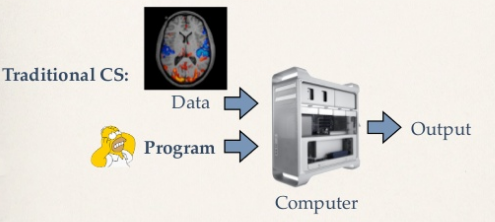 Traditional CS:
Data
Program
Output
Computer